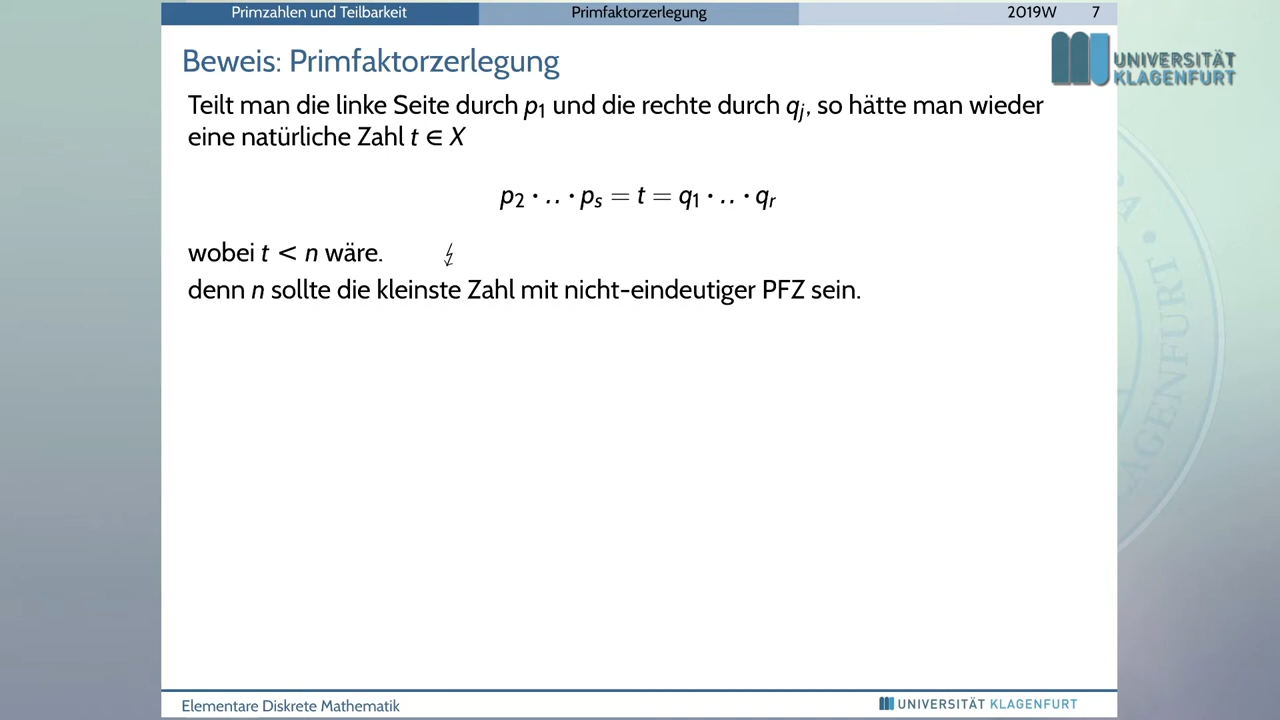 Primzahlen und Teilbarkeit Primfaktorzerlegung 2019W 7
Beweis: Primfaktorzerlegung
UNIVERSITÄT
KLAGENFURT
Teilt man die linke Seite durch p₁ und die rechte durch qⱼ, so hätte man wieder
eine natürliche Zahl t ∈ X
p₂ · .. · pₛ = t = q₁ · .. · qᵣ
wobei t < n wäre. ↯
denn n sollte die kleinste Zahl mit nicht-eindeutiger PFZ sein.
AGENFURT
Elementare Diskrete Mathematik UNIVERSITÄT KLAGENFURT